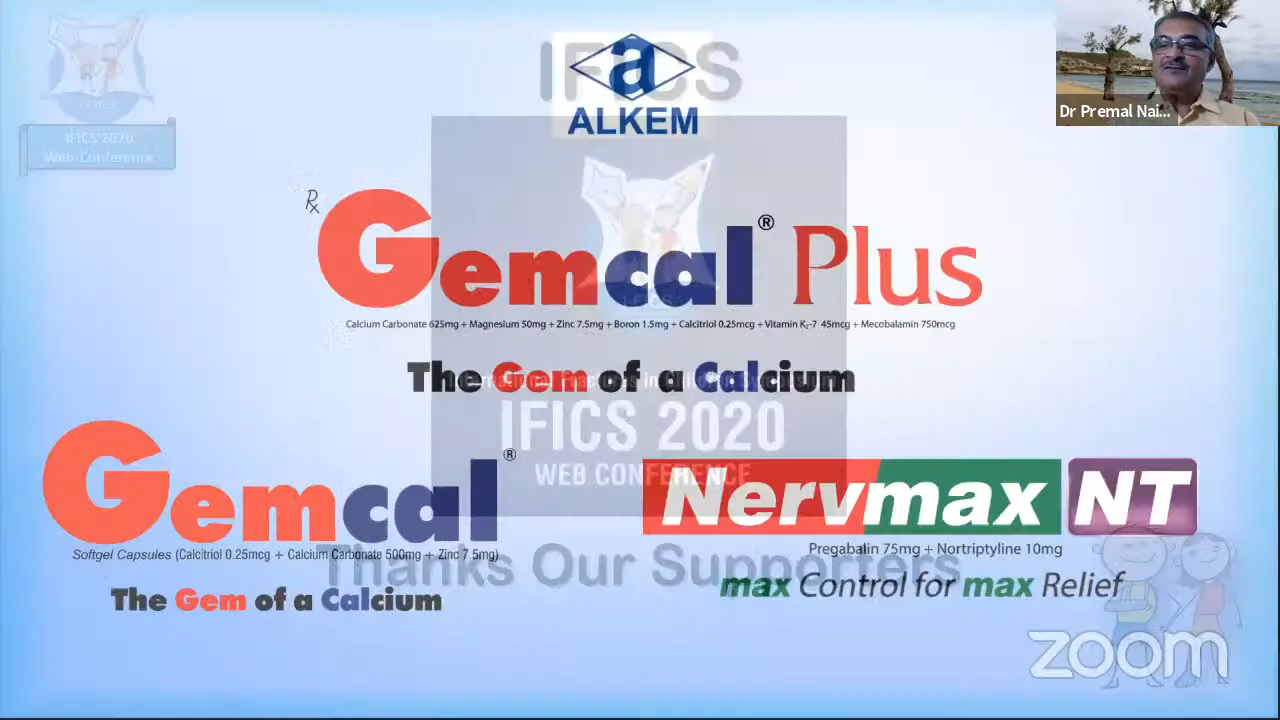 IFICS
a
ALKEM
IFICS 2020
Web-Conference
Dr Premal Nai...
Rx
Gemcal® Plus
Calcium Carbonate 625mg + Magnesium 50mg + Zinc 7.5mg + Boron 1.5mg + Calcitriol 0.25mcg + Vitamin K2-7 45mcg + Mecobalamin 750mcg
The Gem of a Calcium
IFICS 2020
WEB CONFERENCE
Gemcal®
Softgel Capsules (Calcitriol 0.25mcg + Calcium Carbonate 500mg + Zinc 7.5mg)
The Gem of a Calcium
Nervmax NT
Pregabalin 75mg + Nortriptyline 10mg
max Control for max Relief
Thanks Our Supporters
zoom